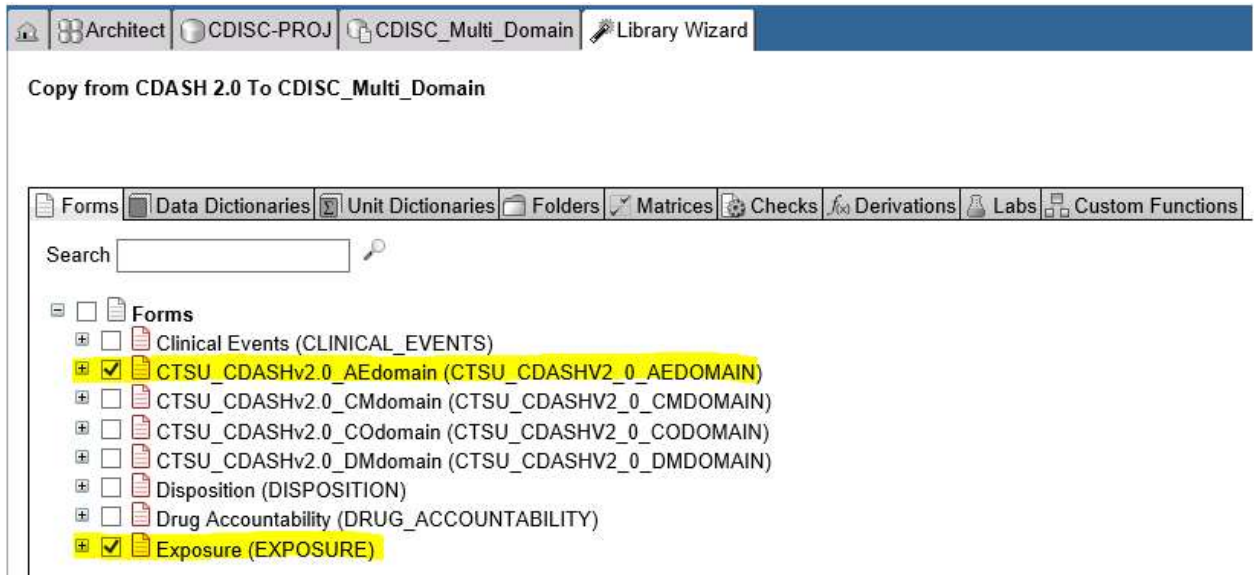 Architect CDISC-PROJ CDISC_Multi_Domain Library Wizard
Copy from CDASH 2.0 To CDISC_Multi_Domain
Forms Data Dictionaries Unit Dictionaries Folders Matrices Checks f(x) Derivations Labs Custom Functions
Search
Forms
Clinical Events (CLINICAL_EVENTS)
CTSU_CDASHv2.0_AEdomain (CTSU_CDASHV2_0_AEDOMAIN)
CTSU_CDASHv2.0_CMdomain (CTSU_CDASHV2_0_CMDOMAIN)
CTSU_CDASHv2.0_COdomain (CTSU_CDASHV2_0_CODOMAIN)
CTSU_CDASHv2.0_DMdomain (CTSU_CDASHV2_0_DMDOMAIN)
Disposition (DISPOSITION)
Drug Accountability (DRUG_ACCOUNTABILITY)
Exposure (EXPOSURE)